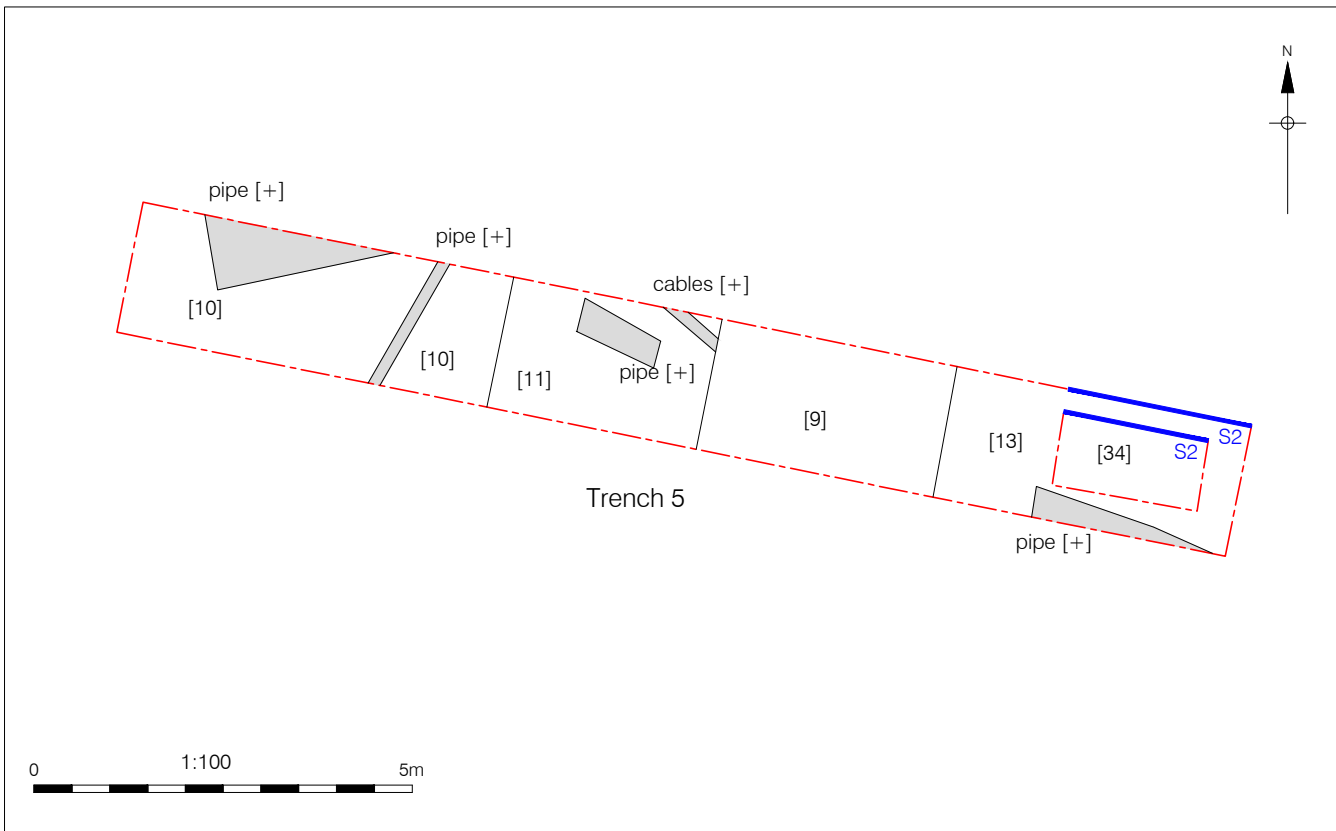 N
pipe [+]
pipe [+]
cables [+]
[10]
[10]
[11]
pipe [+]
[9]
[13]
[34]
S2
S2
Trench 5
pipe [+]
1:100
0 5m